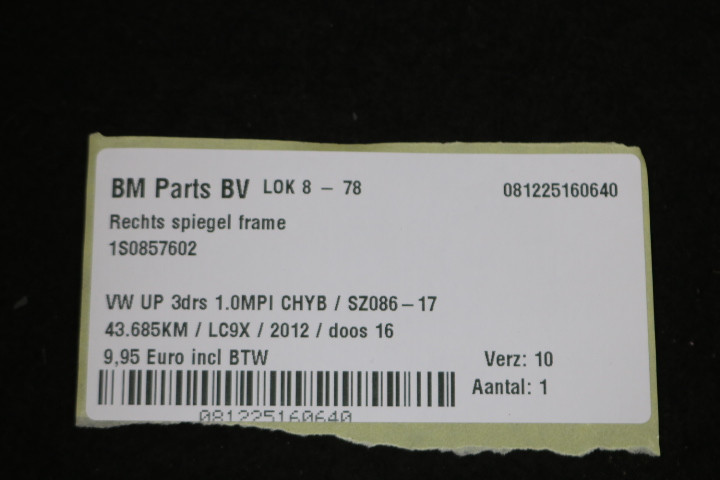 BM Parts BV LOK 8 - 78 081225160640
Rechts spiegel frame
1S0857602
VW UP 3drs 1.0MPI CHYB / SZ086-17
43.685KM / LC9X / 2012 / doos 16
9,95 Euro incl BTW Verz: 10
Aantal: 1
081225160640